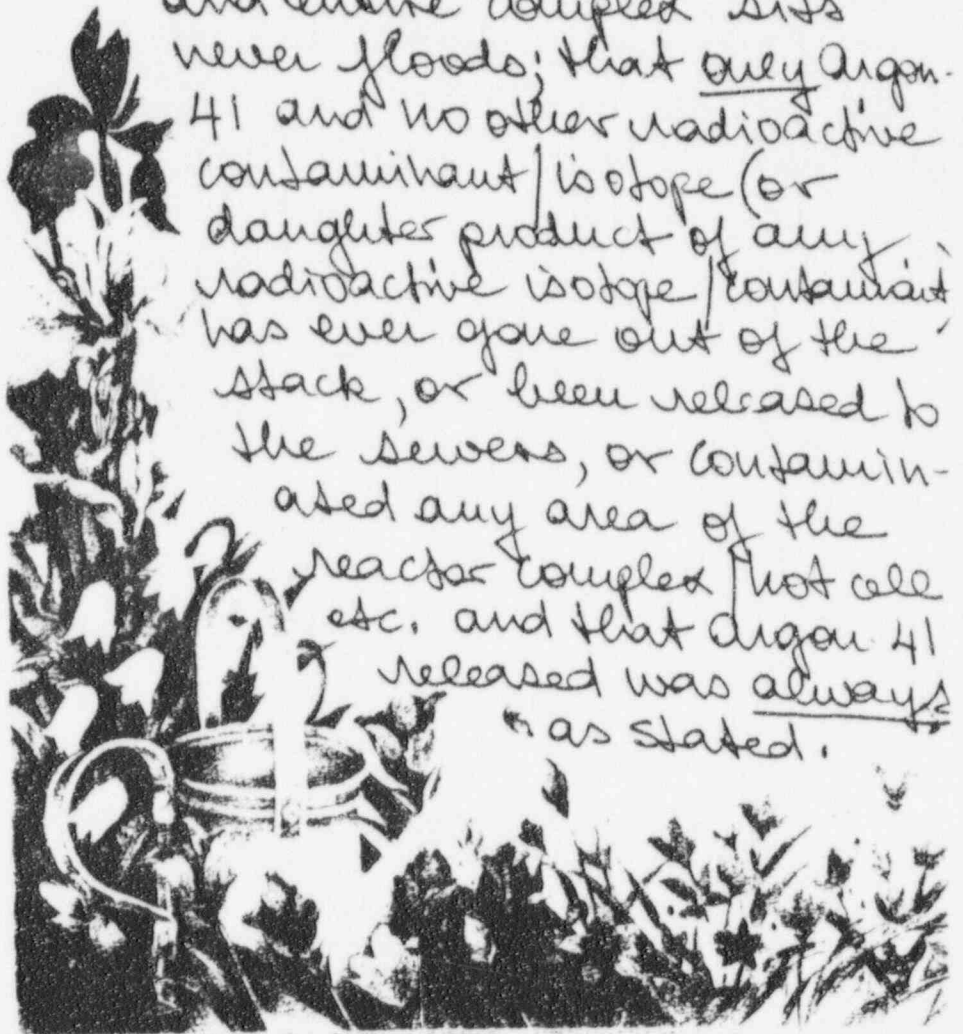 and entire complex sits
never floods; that only Argon-
41 and no other radioactive
contaminant/isotope (or
daughter product of any
radioactive isotope/contaminant
has ever gone out of the
stack, or been released to
the sewers, or contamin-
ated any area of the
reactor complex/hot cell
etc. and that Argon 41
released was always
as stated.